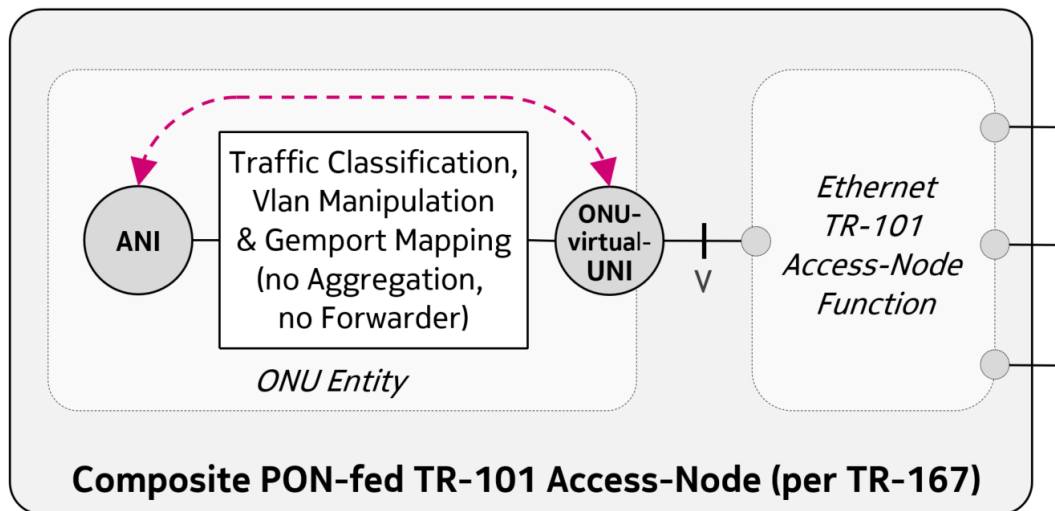 Traffic Classification,
Vlan Manipulation
& Gemport Mapping
(no Aggregation,
no Forwarder)
ANI
ONU-
virtual-
UNI
V
Ethernet
TR-101
Access-Node
Function
ONU Entity
Composite PON-fed TR-101 Access-Node (per TR-167)